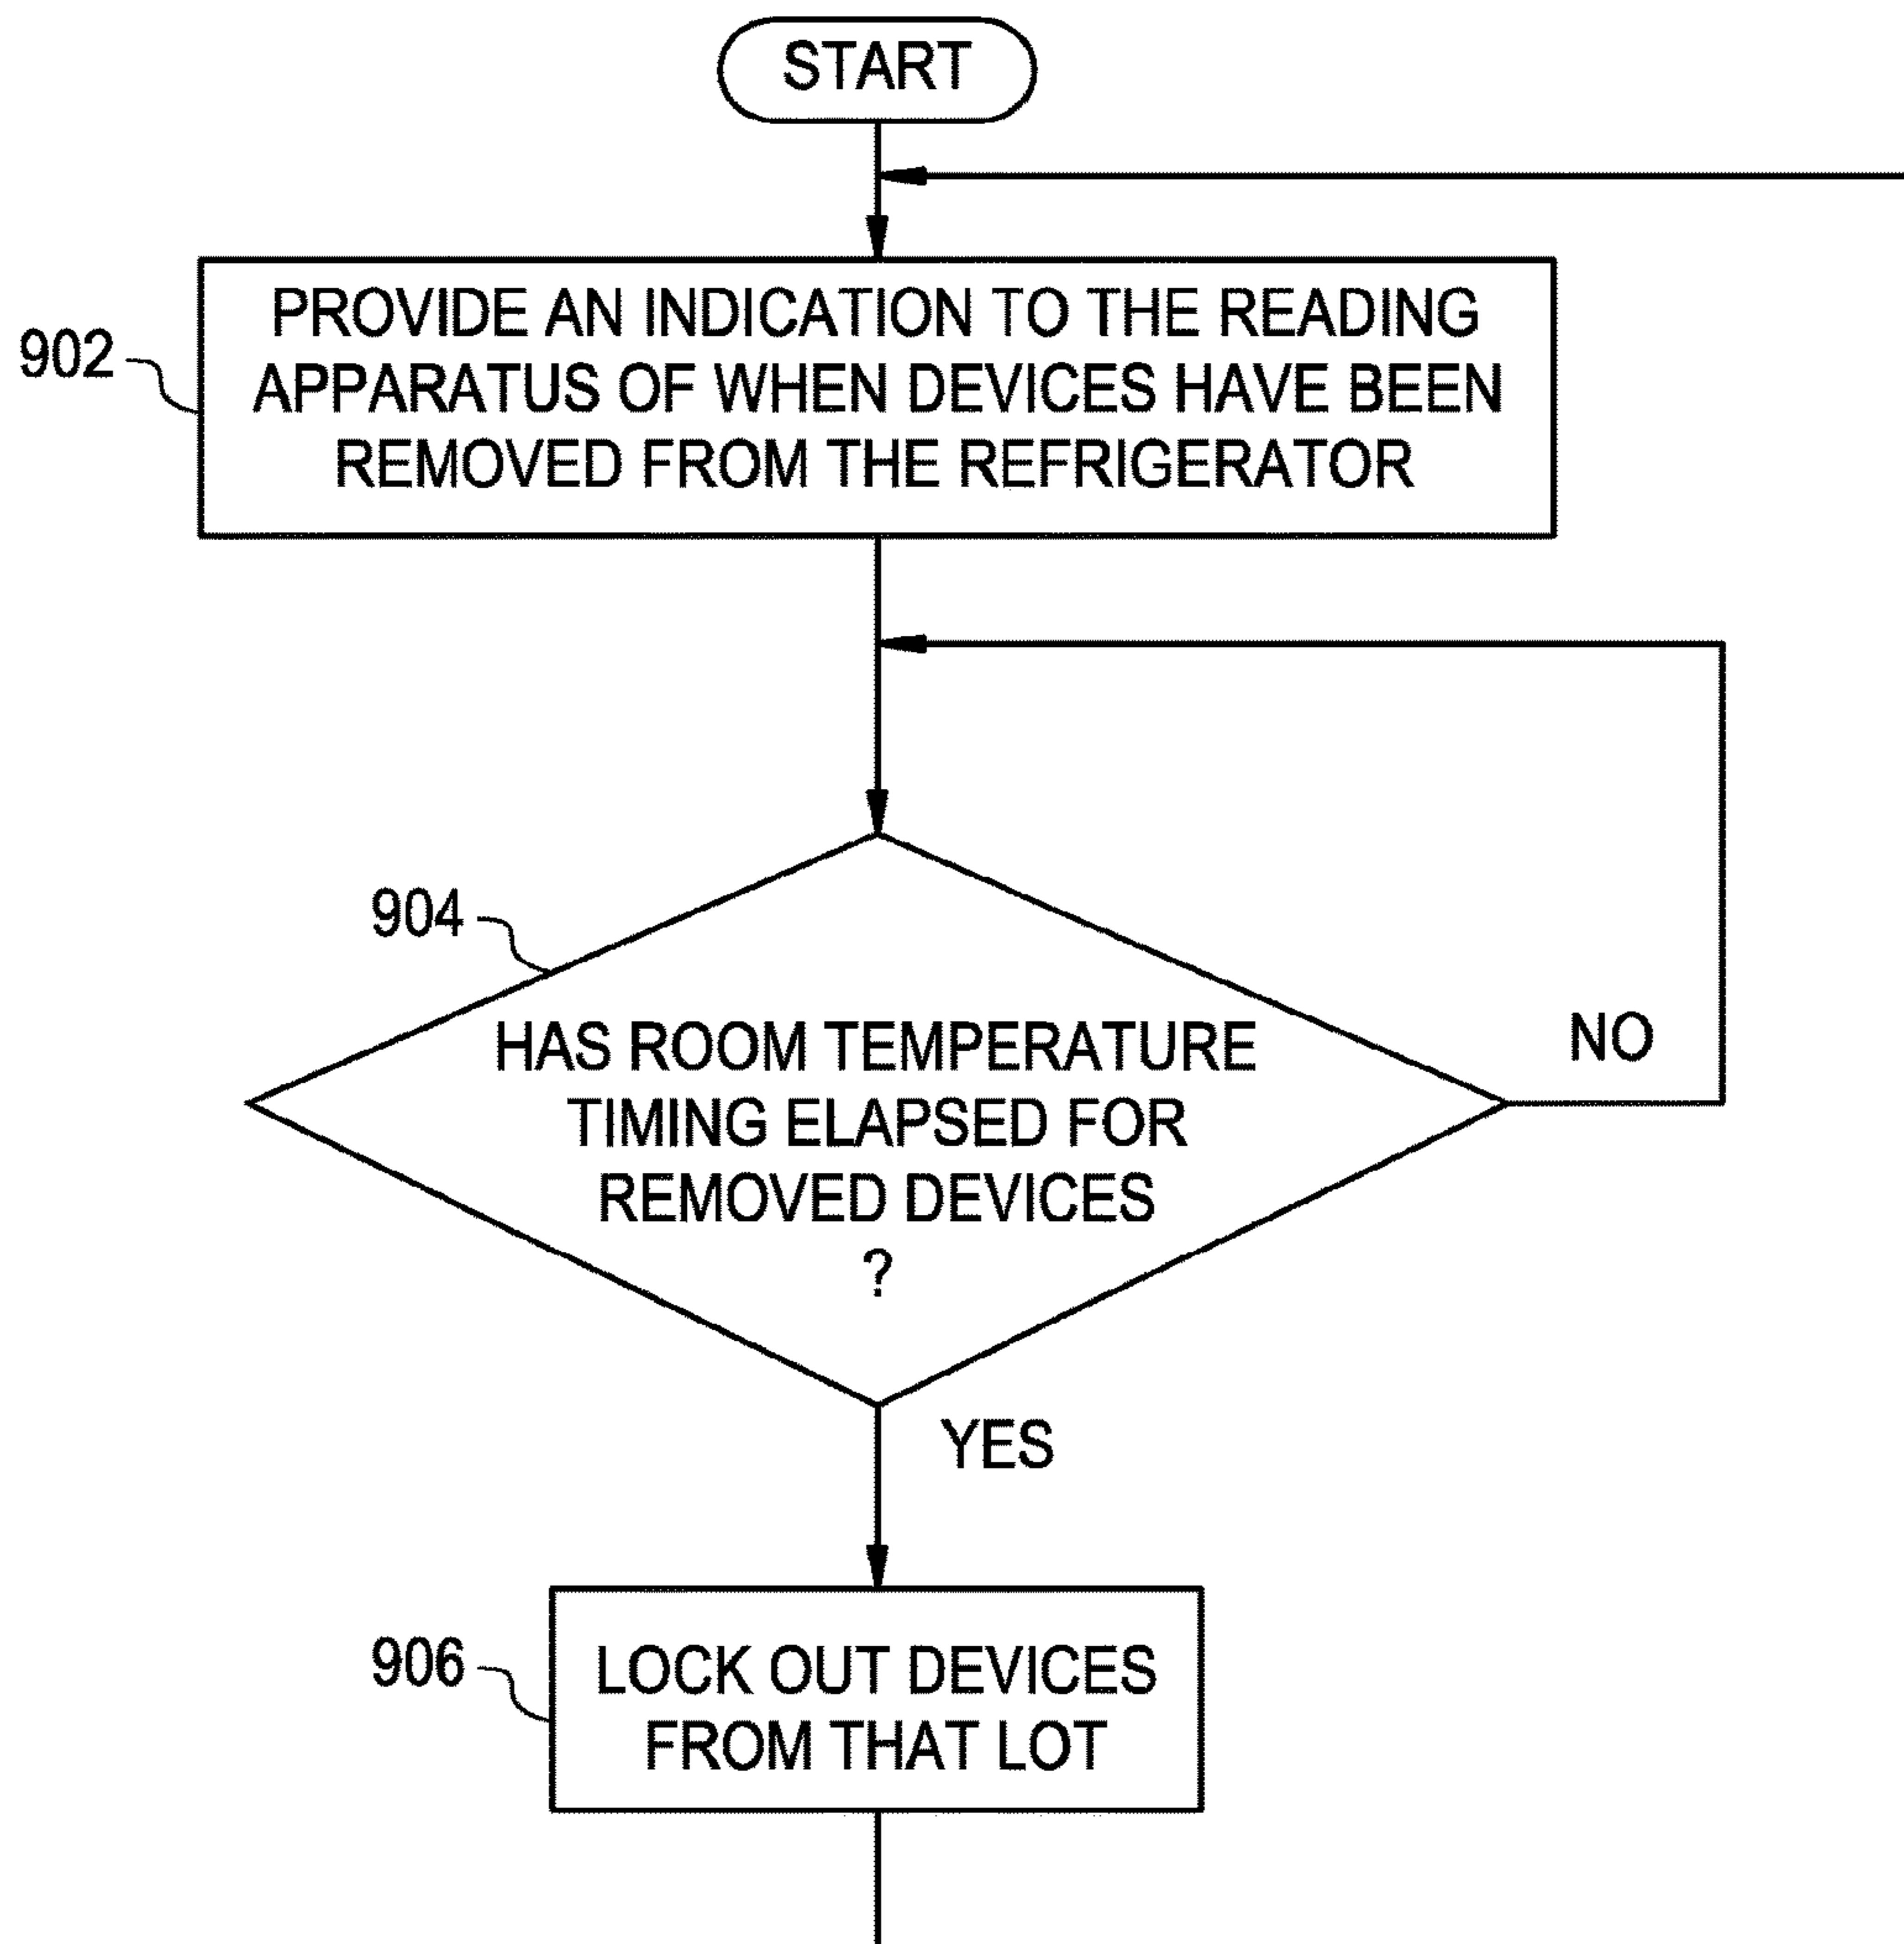 START
902
PROVIDE AN INDICATION TO THE READING
APPARATUS OF WHEN DEVICES HAVE BEEN
REMOVED FROM THE REFRIGERATOR
904
HAS ROOM TEMPERATURE
TIMING ELAPSED FOR
REMOVED DEVICES
?
NO
YES
906
LOCK OUT DEVICES
FROM THAT LOT